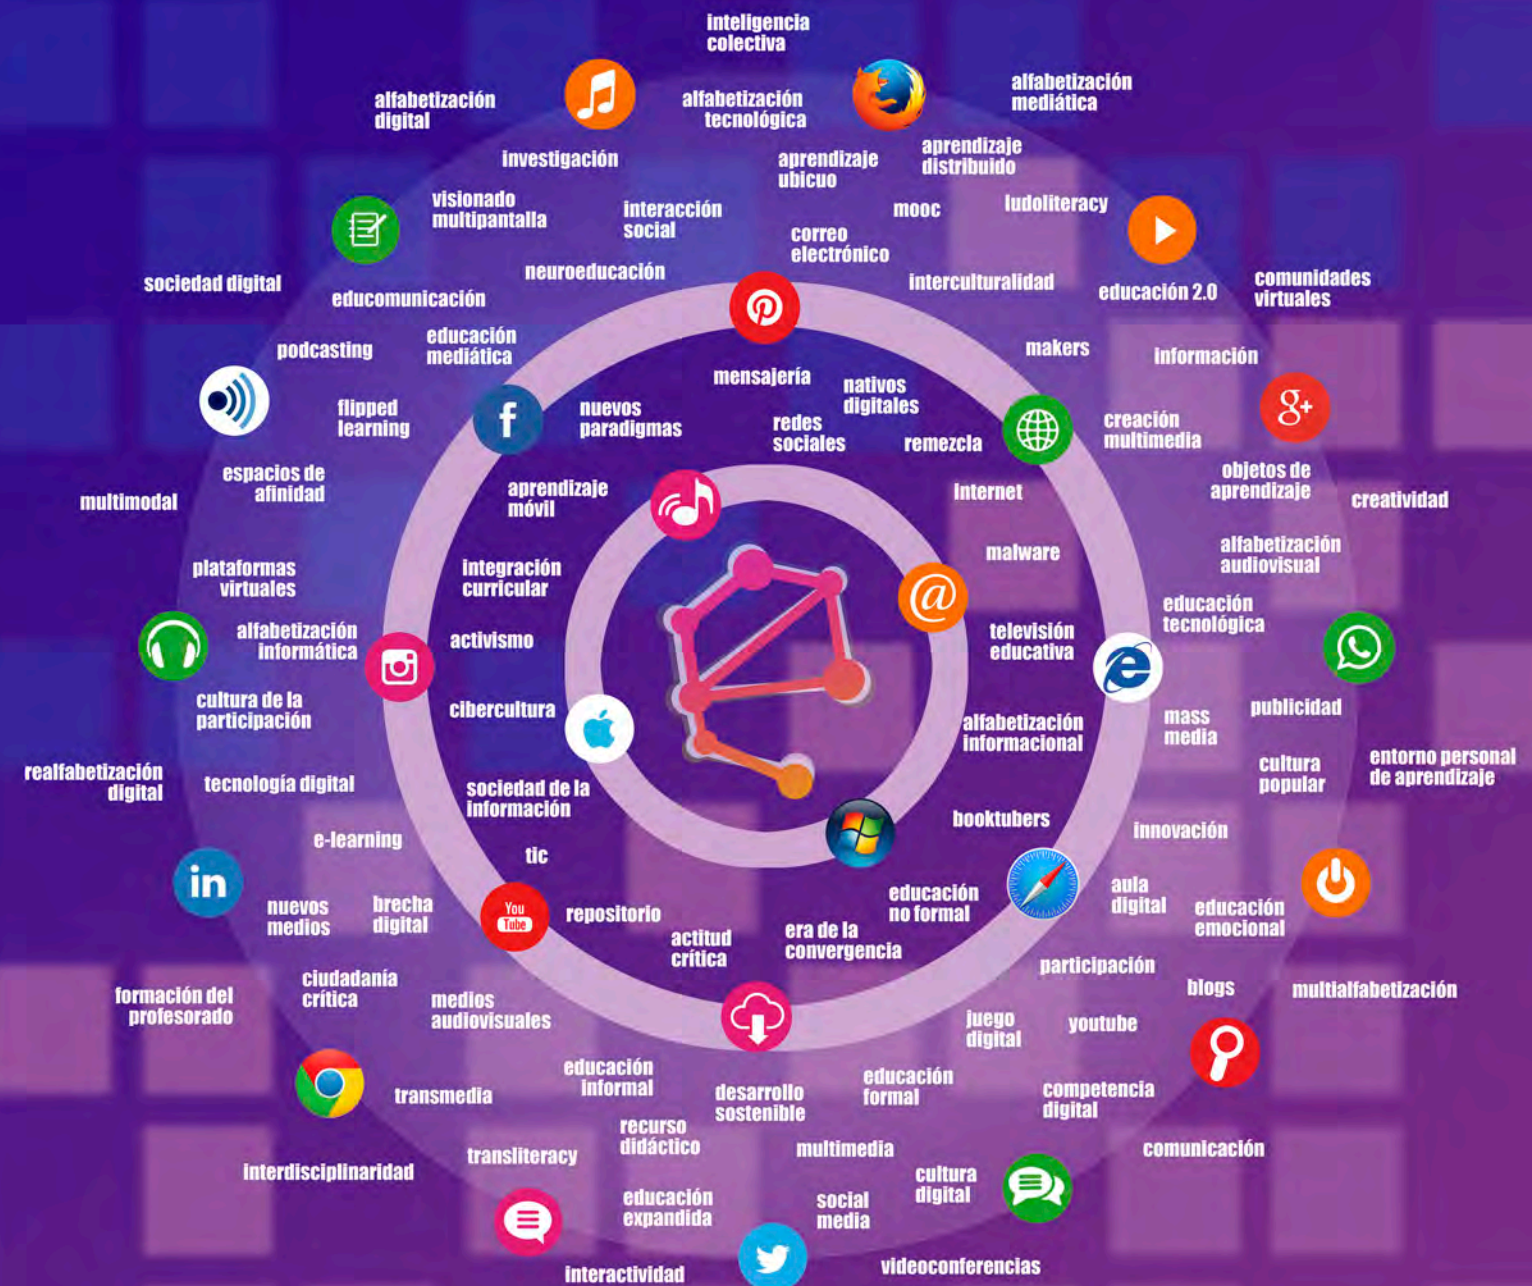 inteligencia
colectiva
alfabetización
mediática
alfabetización
digital
alfabetización
tecnológica
investigación
aprendizaje
ubicuo
aprendizaje
distribuido
visionado
multipantalla
interacción
social
mooc
ludoliteracy
correo
electrónico
neuroeducación
sociedad digital
educomunicación
interculturalidad
educación 2.0
comunidades
virtuales
podcasting
educación
mediática
makers
información
mensajería
nativos
digitales
flipped
learning
f
nuevos
paradigmas
redes
sociales
remezcla
creación
multimedia
g+
espacios de
afinidad
multimodal
aprendizaje
móvil
Internet
objetos de
aprendizaje
creatividad
malware
alfabetización
audiovisual
plataformas
virtuales
integración
curricular
@
educación
tecnológica
alfabetización
informática
activismo
televisión
educativa
e
cultura de la
participación
cibercultura
alfabetización
informacional
mass
media
publicidad
realfabetización
digital
tecnología digital
sociedad de la
información
cultura
popular
entorno personal
de aprendizaje
e-learning
tic
booktubers
innovación
in
nuevos
medios
brecha
digital
You
Tube
repositorio
educación
no formal
aula
digital
educación
emocional
actitud
crítica
era de la
convergencia
participación
formación del
profesorado
ciudadanía
crítica
medios
audiovisuales
blogs
multialfabetización
juego
digital
youtube
transmedia
educación
informal
desarrollo
sostenible
educación
formal
competencia
digital
recurso
didáctico
multimedia
comunicación
interdisciplinaridad
transliteracy
educación
expandida
social
media
cultura
digital
interactividad
videoconferencias